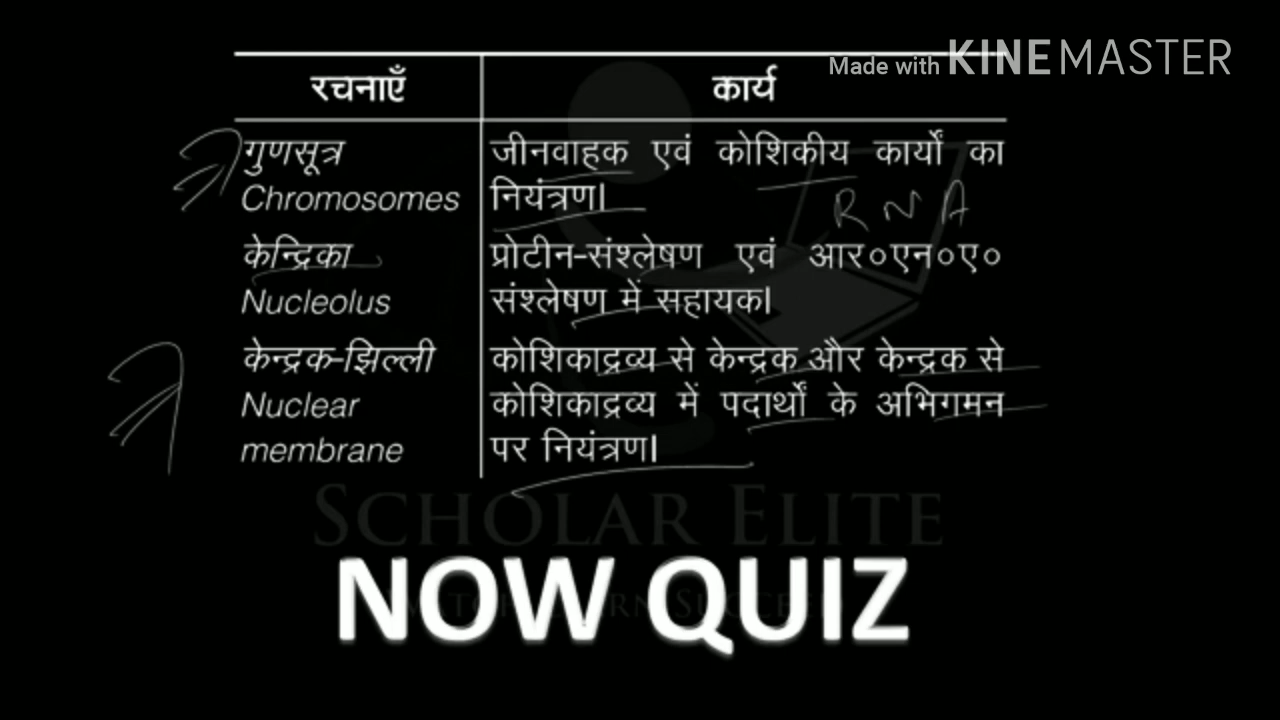 Made with KINEMASTER
रचनाएँ कार्य
गुणसूत्र जीनवाहक एवं कोशिकीय कार्यों का
Chromosomes नियंत्रण।
RNA
केन्द्रिका प्रोटीन-संश्लेषण एवं आर०एन०ए०
Nucleolus संश्लेषण में सहायक।
केन्द्रक-झिल्ली कोशिकाद्रव्य से केन्द्रक और केन्द्रक से
Nuclear कोशिकाद्रव्य में पदार्थों के अभिगमन
membrane पर नियंत्रण।
SCHOLAR ELITE
NOW QUIZ